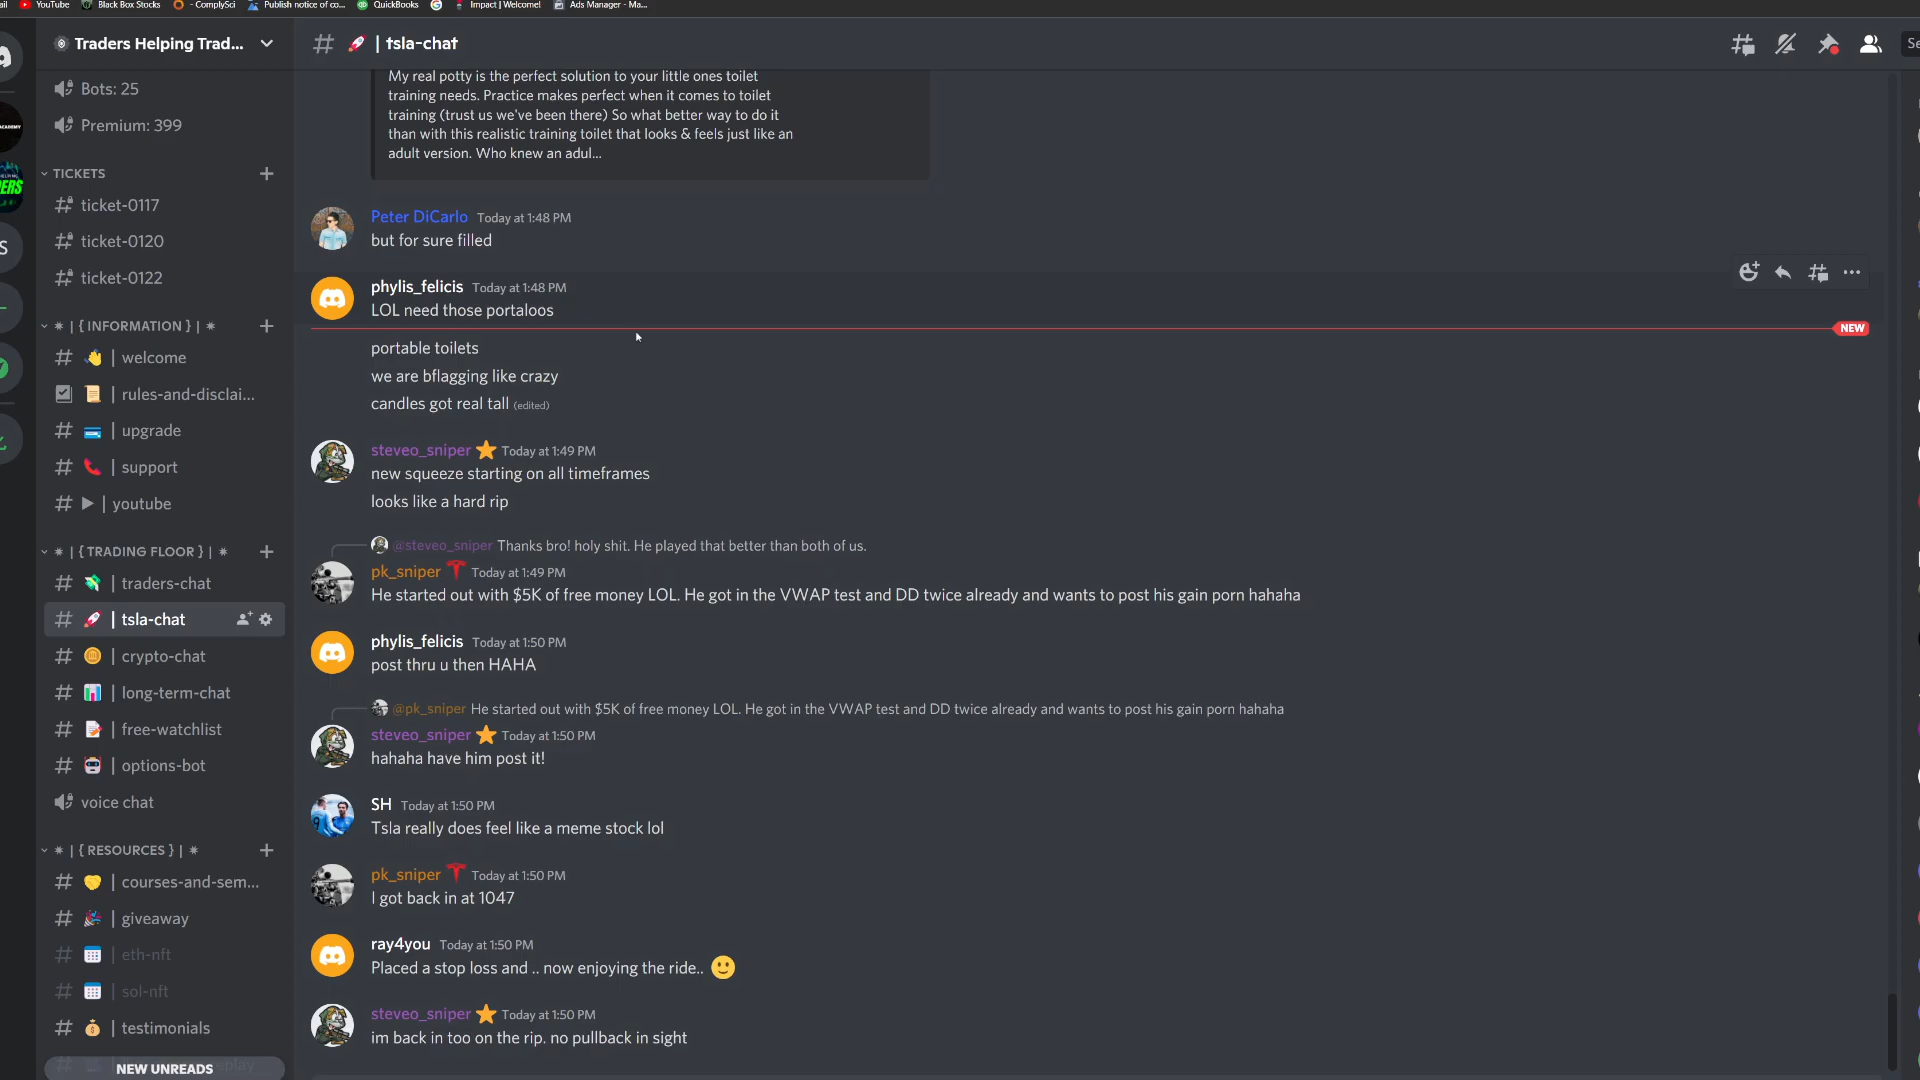 ail YouTube Black Box Stocks - ComplySci Publish notice of co... QuickBooks Impact | Welcome! Ads Manager - Ma...
Traders Helping Trad...
Bots: 25
Premium: 399
TICKETS
ticket-0117
ticket-0120
ticket-0122
✷ | { INFORMATION } | ✷
# 👋 | welcome
📜 | rules-and-disclai...
# 💳 | upgrade
# 📞 | support
# ▶ | youtube
✷ | { TRADING FLOOR } | ✷
# 💸 | traders-chat
# 🚀 | tsla-chat
# 🪙 | crypto-chat
# 📊 | long-term-chat
# 📝 | free-watchlist
# 🤖 | options-bot
voice chat
✷ | { RESOURCES } | ✷
# 🤝 | courses-and-sem...
# 🎉 | giveaway
# 📅 | eth-nft
# 📅 | sol-nft
# 💰 | testimonials
NEW UNREADS
# 🚀 | tsla-chat
Se
My real potty is the perfect solution to your little ones toilet
training needs. Practice makes perfect when it comes to toilet
training (trust us we've been there) So what better way to do it
than with this realistic training toilet that looks & feels just like an
adult version. Who knew an adul...
Peter DiCarlo Today at 1:48 PM
but for sure filled
phylis_felicis Today at 1:48 PM
LOL need those portaloos
NEW
portable toilets
we are bflagging like crazy
candles got real tall (edited)
steveo_sniper ⭐ Today at 1:49 PM
new squeeze starting on all timeframes
looks like a hard rip
@steveo_sniper Thanks bro! holy shit. He played that better than both of us.
pk_sniper Today at 1:49 PM
He started out with $5K of free money LOL. He got in the VWAP test and DD twice already and wants to post his gain porn hahaha
phylis_felicis Today at 1:50 PM
post thru u then HAHA
@pk_sniper He started out with $5K of free money LOL. He got in the VWAP test and DD twice already and wants to post his gain porn hahaha
steveo_sniper ⭐ Today at 1:50 PM
hahaha have him post it!
SH Today at 1:50 PM
Tsla really does feel like a meme stock lol
pk_sniper Today at 1:50 PM
I got back in at 1047
ray4you Today at 1:50 PM
Placed a stop loss and .. now enjoying the ride.. 🙂
steveo_sniper ⭐ Today at 1:50 PM
im back in too on the rip. no pullback in sight